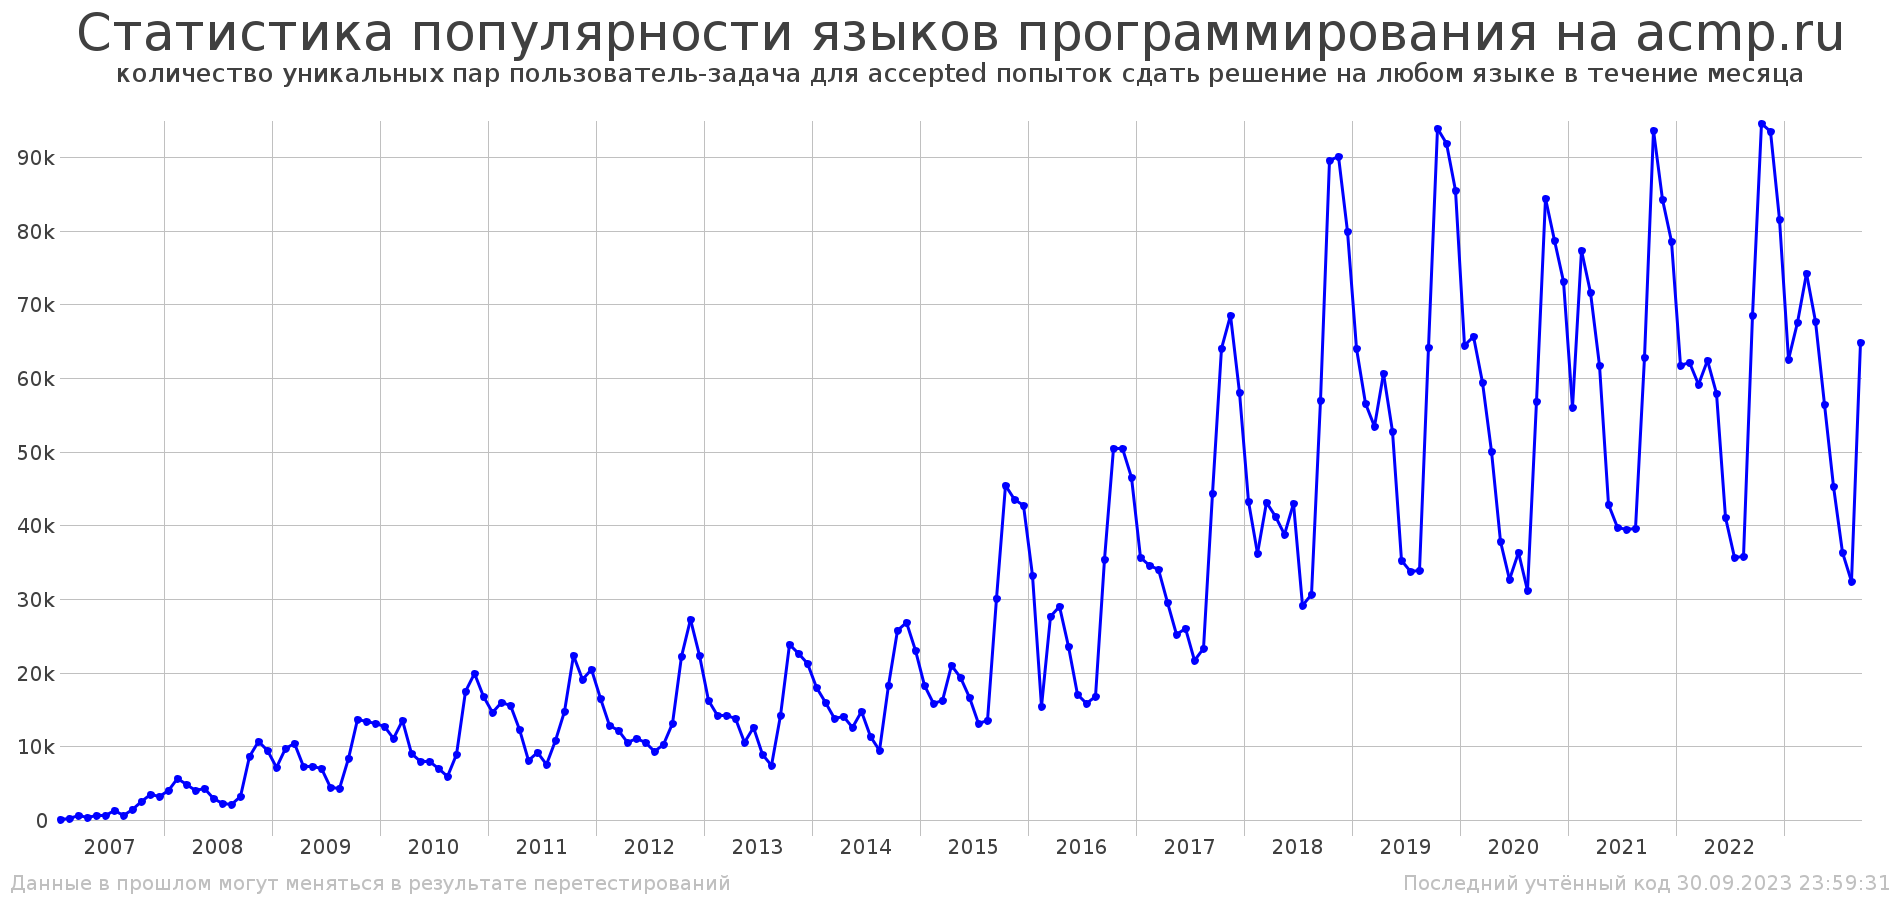 Статистика популярности языков программирования на acmp.ru
количество уникальных пар пользователь-задача для accepted попыток сдать решение на любом языке в течение месяца
90k
80k
70k
60k
50k
40k
30k
20k
10k
0
2007 2008 2009 2010 2011 2012 2013 2014 2015 2016 2017 2018 2019 2020 2021 2022
Данные в прошлом могут меняться в результате перетестирований
Последний учтённый код 30.09.2023 23:59:31